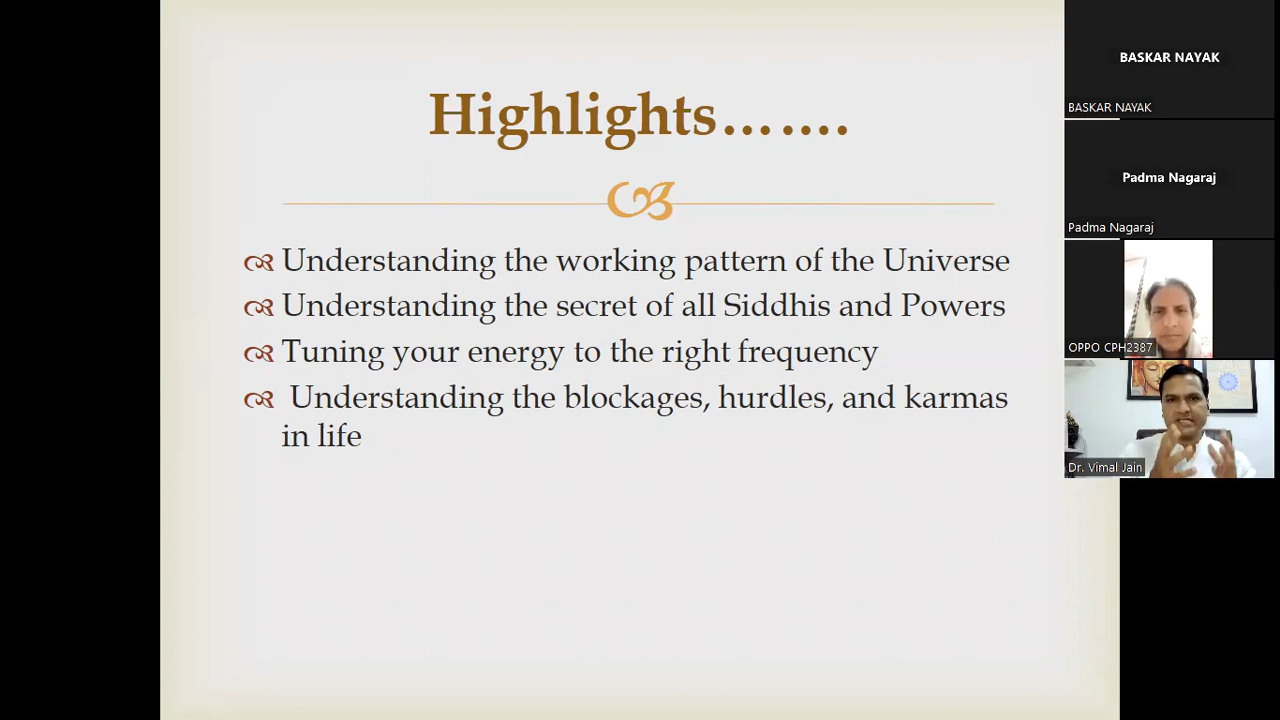 Highlights.......
Understanding the working pattern of the Universe
Understanding the secret of all Siddhis and Powers
Tuning your energy to the right frequency
Understanding the blockages, hurdles, and karmas
in life
BASKAR NAYAK
BASKAR NAYAK
Padma Nagaraj
Padma Nagaraj
OPPO CPH2387
Dr. Vimal Jain